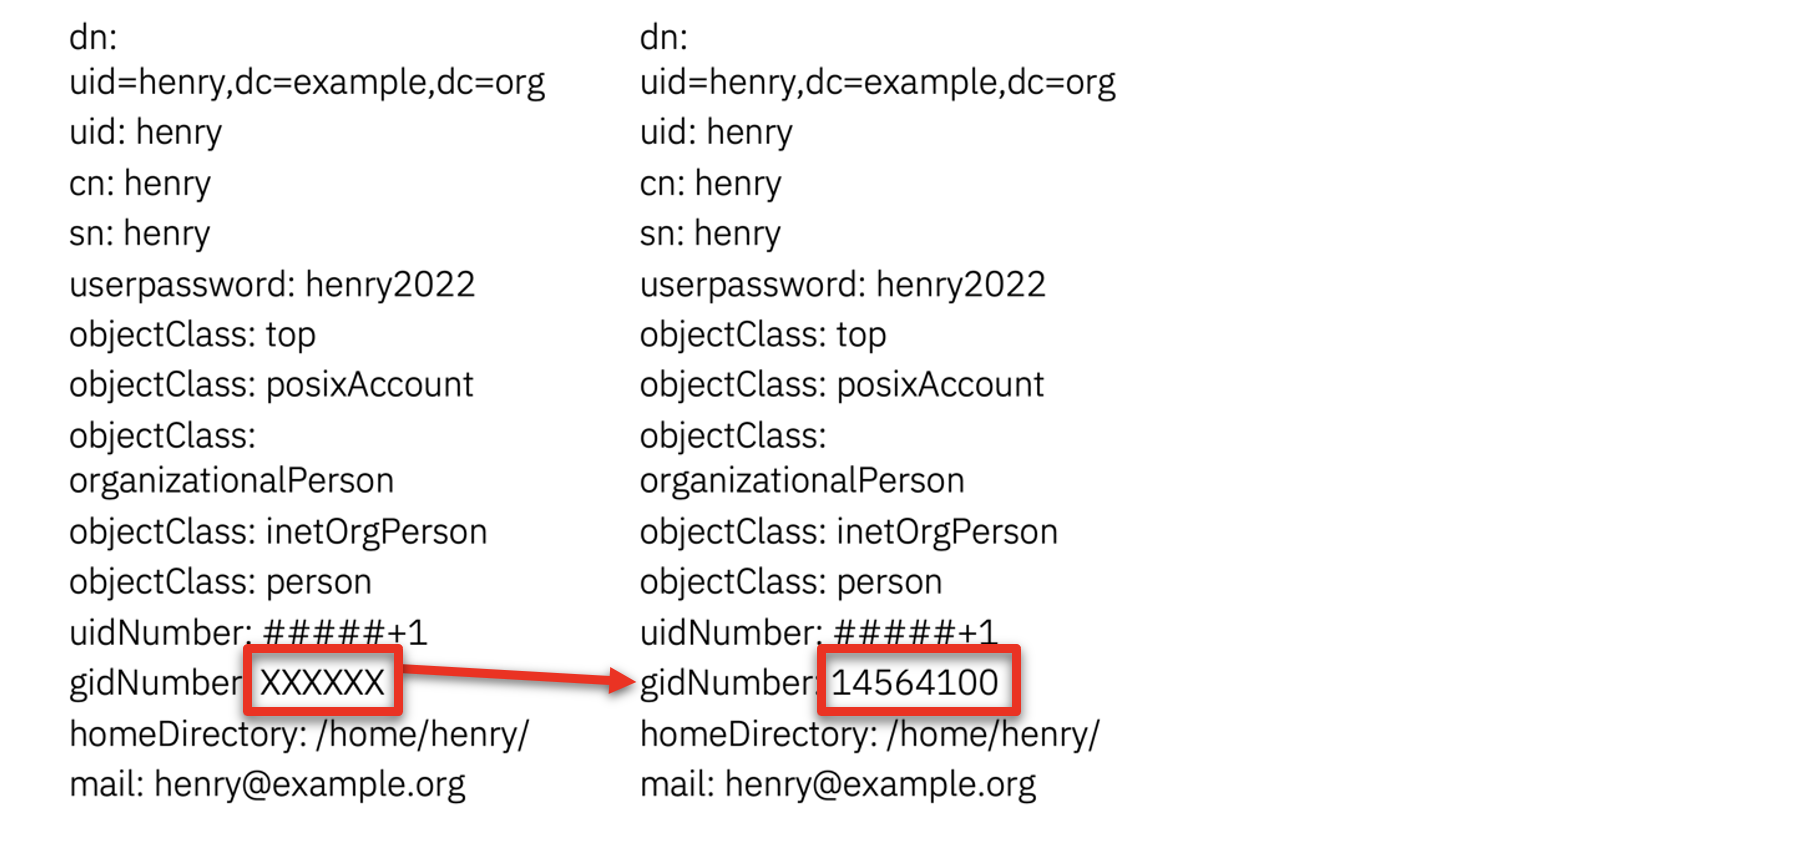 dn:
uid=henry,dc=example,dc=org
uid: henry
cn: henry
sn: henry
userpassword: henry2022
objectClass: top
objectClass: posixAccount
objectClass:
organizationalPerson
objectClass: inetOrgPerson
objectClass: person
uidNumber: #####+1
gidNumber XXXXXX
homeDirectory: /home/henry/
mail: henry@example.org
dn:
uid=henry,dc=example,dc=org
uid: henry
cn: henry
sn: henry
userpassword: henry2022
objectClass: top
objectClass: posixAccount
objectClass:
organizationalPerson
objectClass: inetOrgPerson
objectClass: person
uidNumber: #####+1
gidNumber: 14564100
homeDirectory: /home/henry/
mail: henry@example.org